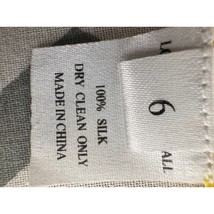 6
ALL
100% SILK
DRY CLEAN ONLY
MADE IN CHINA